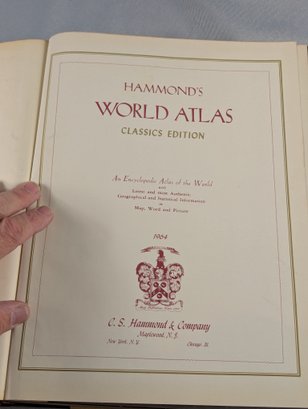 HAMMOND'S
WORLD ATLAS
CLASSICS EDITION
An Encyclopedic Atlas of the World
with
Latest and most Authentic
Geographical and Statistical Information
in
Map, Word and Picture
1964
C. S. Hammond & Company
Maplewood, N. J.
New York, N. Y. Chicago, Ill.